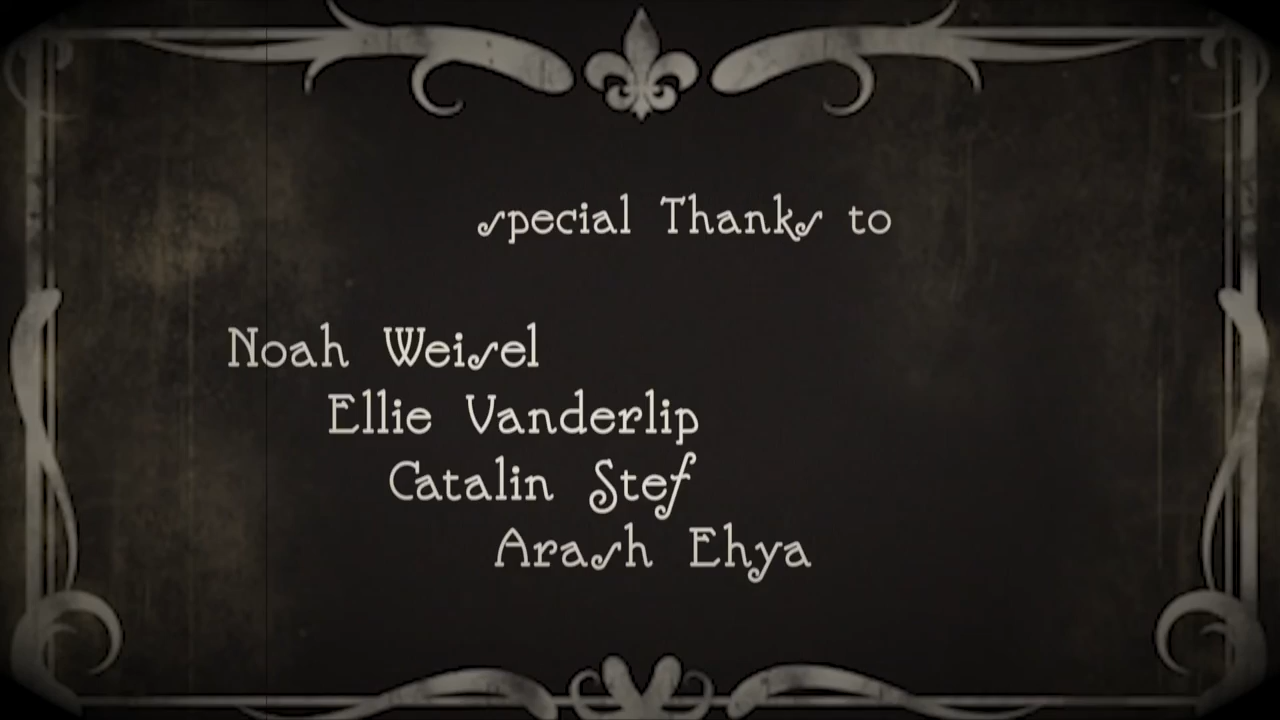 special Thanks to
Noah Weisel
Ellie Vanderlip
Catalin Stef
Arash Ehya